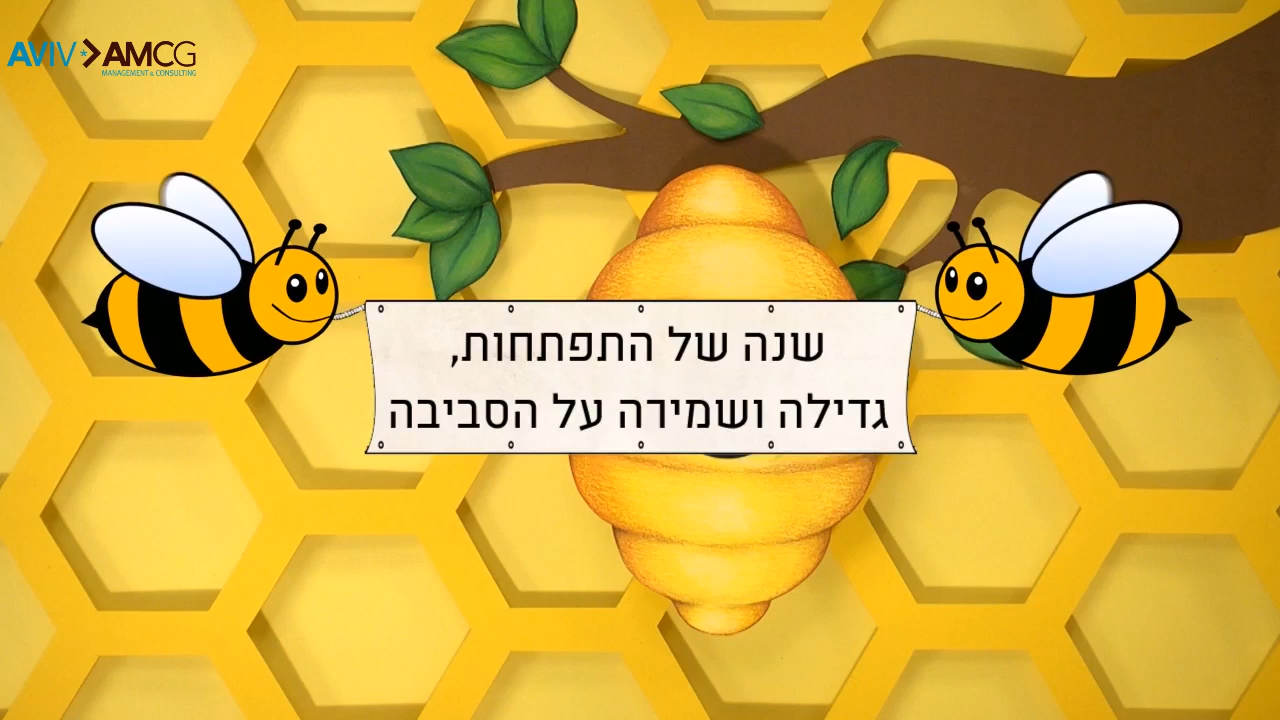 AVIV AMCG
MANAGEMENT & CONSULTING
שנה של התפתחות,
גדילה ושמירה על הסביבה